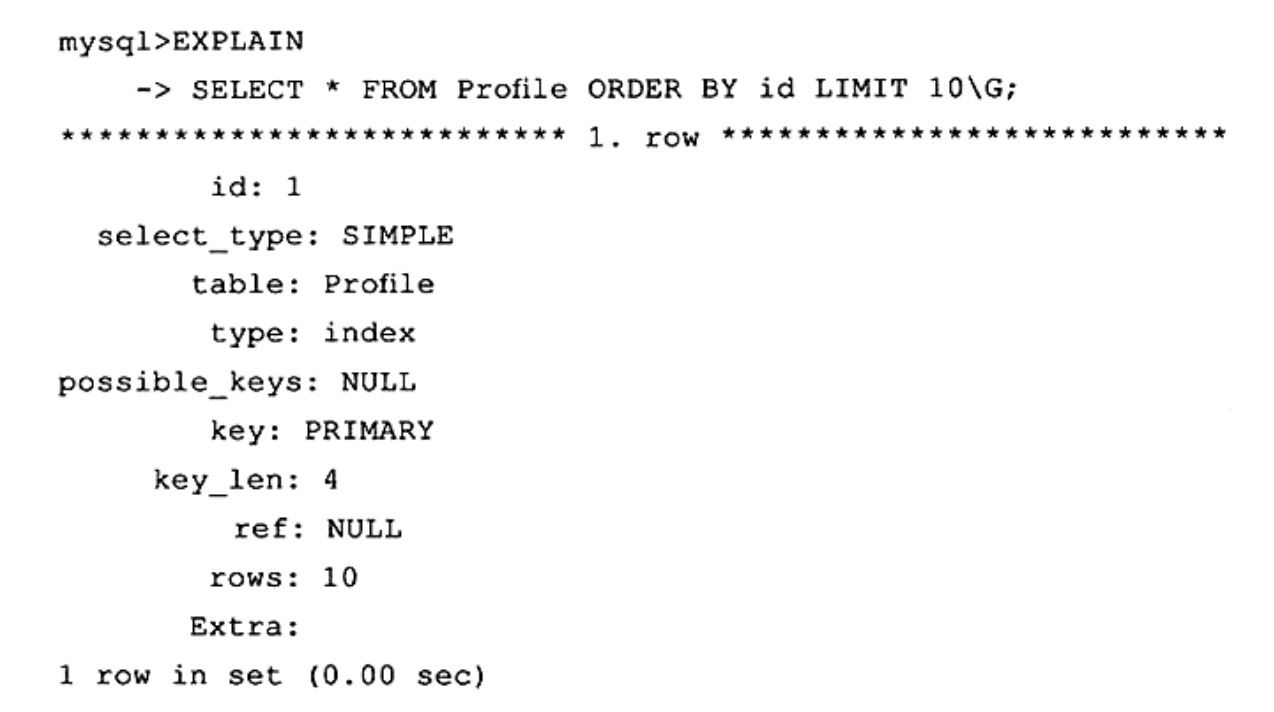 mysql>EXPLAIN
-> SELECT * FROM Profile ORDER BY id LIMIT 10\G;
*************************** 1. row ***************************
id: 1
select_type: SIMPLE
table: Profile
type: index
possible_keys: NULL
key: PRIMARY
key_len: 4
ref: NULL
rows: 10
Extra:
1 row in set (0.00 sec)